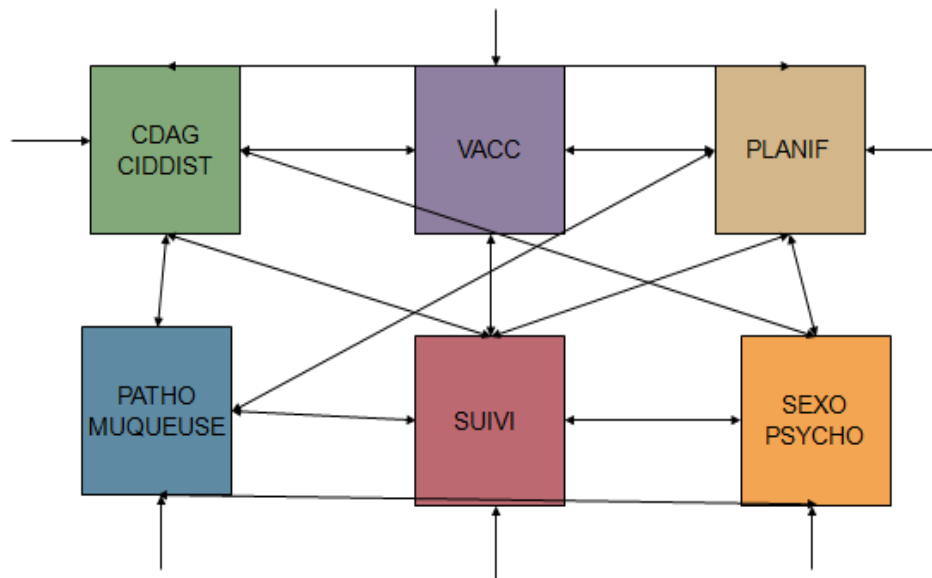 CDAG
CIDDIST
VACC
PLANIF
PATHO
MUQUEUSE
SUIVI
SEXO
PSYCHO